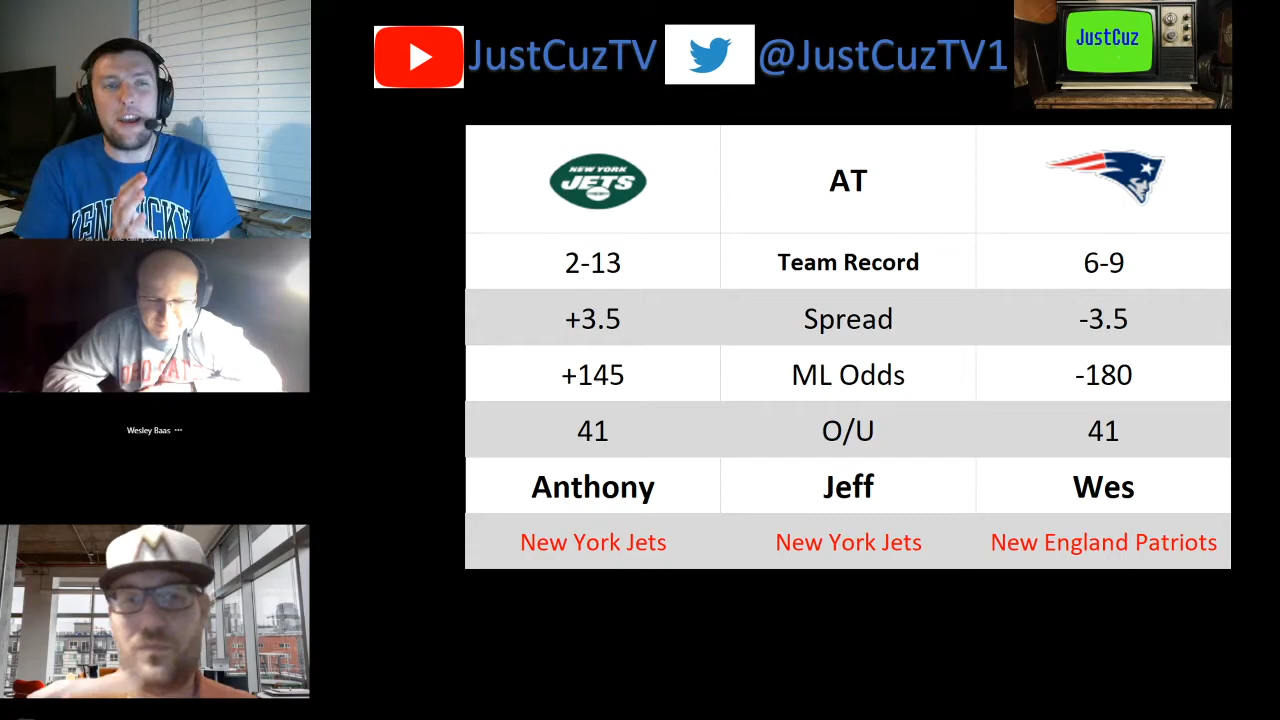 JustCuzTV
@JustCuzTV1
JustCuz
NEW YORK
JETS
AT
2-13
Team Record
6-9
+3.5
Spread
-3.5
+145
ML Odds
-180
41
O/U
41
Anthony
Jeff
Wes
New York Jets
New York Jets
New England Patriots
KENTUCKY
Wesley Baas ···